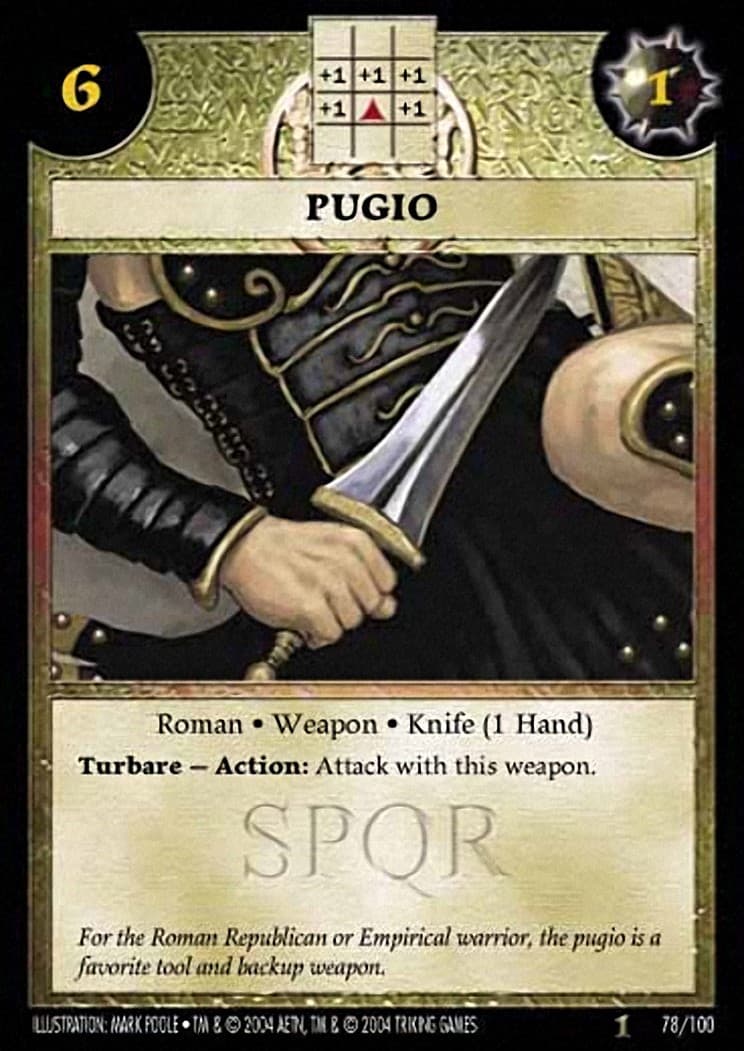 6
+1 +1 +1
1
+1 +1
PUGIO
Roman • Weapon • Knife (1 Hand)
Turbare – Action: Attack with this weapon.
SPQR
For the Roman Republican or Empirical warrior, the pugio is a
favorite tool and backup weapon.
ILLUSTRATION: MARK POOLE • TM & © 2004 AETN, TM & © 2004 TRIKING GAMES 1 78/100